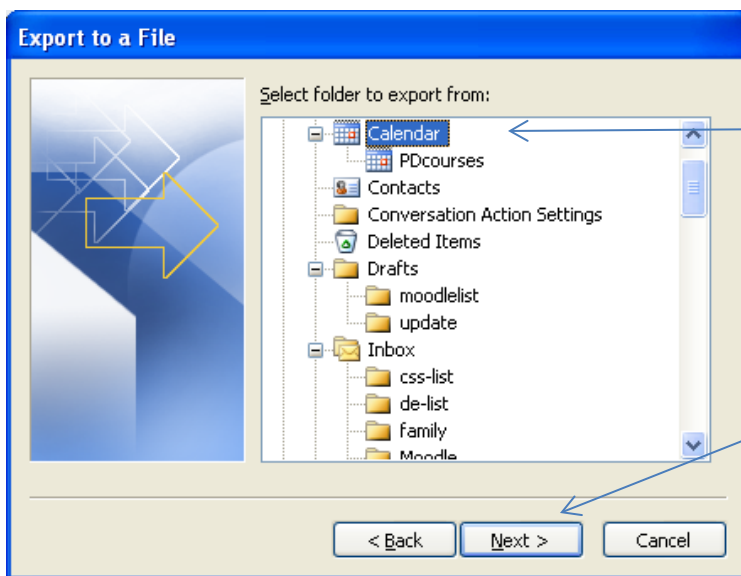 Export to a File
Select folder to export from:
Calendar
PDcourses
Contacts
Conversation Action Settings
Deleted Items
Drafts
moodlelist
update
Inbox
css-list
de-list
family
Moodle
< Back
Next >
Cancel